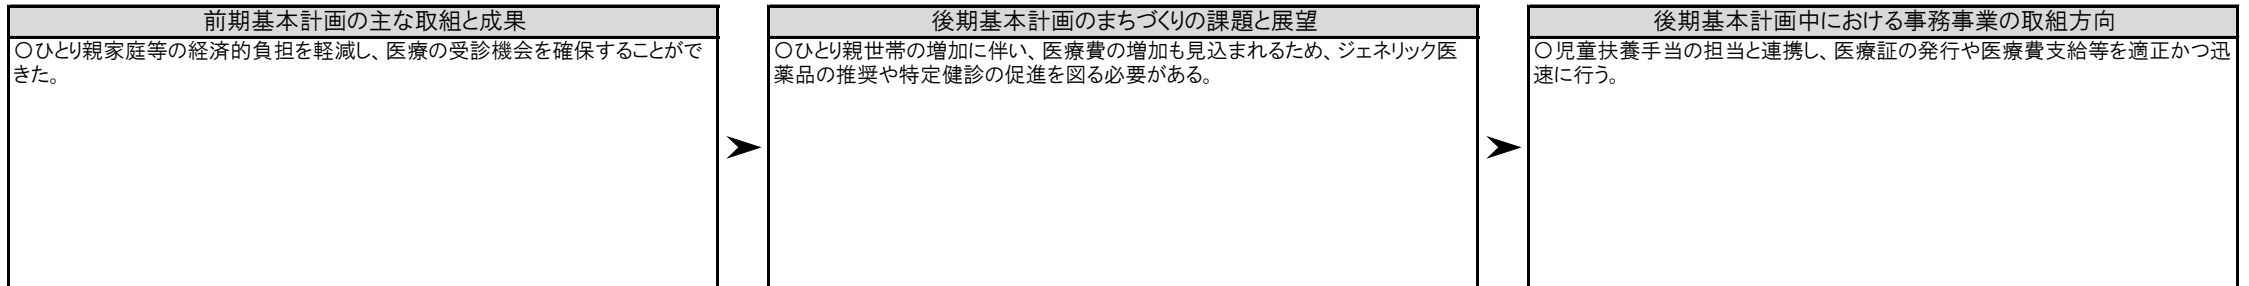 前期基本計画の主な取組と成果
〇ひとり親家庭等の経済的負担を軽減し、医療の受診機会を確保することがで
きた。
後期基本計画のまちづくりの課題と展望
〇ひとり親世帯の増加に伴い、医療費の増加も見込まれるため、ジェネリック医
薬品の推奨や特定健診の促進を図る必要がある。
後期基本計画中における事務事業の取組方向
〇児童扶養手当の担当と連携し、医療証の発行や医療費支給等を適正かつ迅
速に行う。